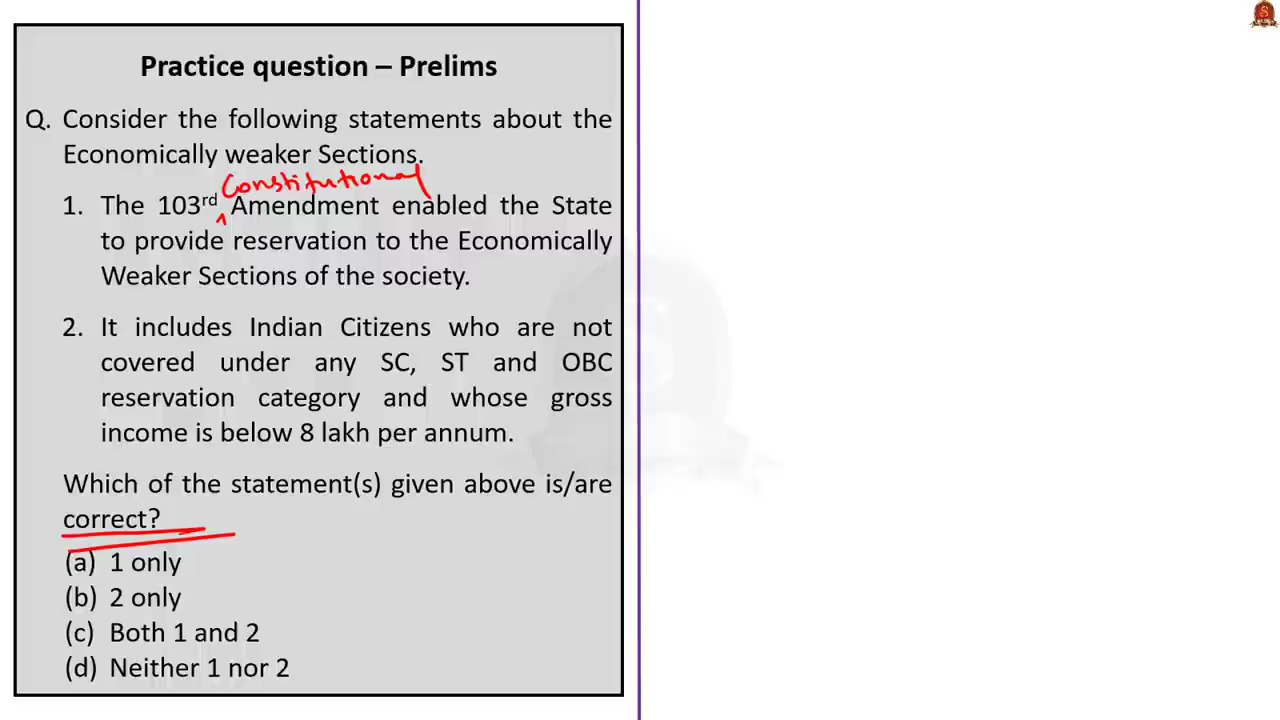 Practice question – Prelims
Q. Consider the following statements about the
Economically weaker Sections.
Constitutional
1. The 103rd ^ Amendment enabled the State
to provide reservation to the Economically
Weaker Sections of the society.
2. It includes Indian Citizens who are not
covered under any SC, ST and OBC
reservation category and whose gross
income is below 8 lakh per annum.
Which of the statement(s) given above is/are
correct?
(a) 1 only
(b) 2 only
(c) Both 1 and 2
(d) Neither 1 nor 2
S